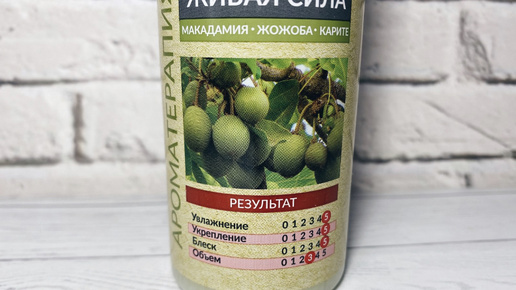 ЖИВАЯ СИЛА
МАКАДАМИЯ • ЖОЖОБА • КАРИТЕ
АРОМАТЕРАПИЯ
РЕЗУЛЬТАТ
Увлажнение 0 1 2 3 4 5
Укрепление 0 1 2 3 4 5
Блеск 0 1 2 3 4 5
Объем 0 1 2 3 4 5